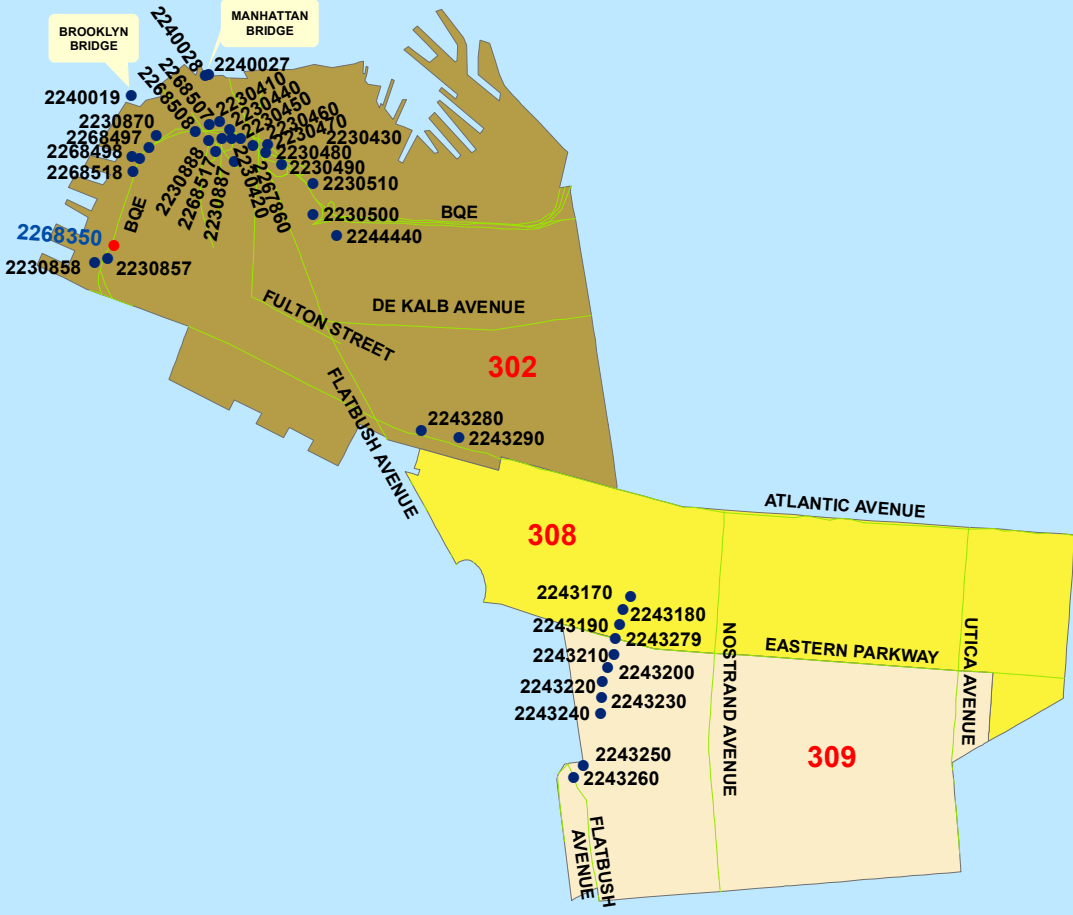 BROOKLYN
BRIDGE
MANHATTAN
BRIDGE
2240028
2240027
2240019
2268507
2268508
2230410
2230440
2230450
2230460
2230470
2230430
2230870
2268497
2268498
2268518
2230480
2230490
2230888
2268517
2230887
2230420
2267860
2230510
BQE
2230500
BQE
2244440
2268350
2230858
2230857
FULTON STREET
DE KALB AVENUE
302
FLATBUSH AVENUE
2243280
2243290
ATLANTIC AVENUE
308
2243170
2243180
2243190
2243279
2243210
2243200
2243220
2243230
2243240
NOSTRAND AVENUE
EASTERN PARKWAY
UTICA AVENUE
2243250
2243260
309
FLATBUSH
AVENUE